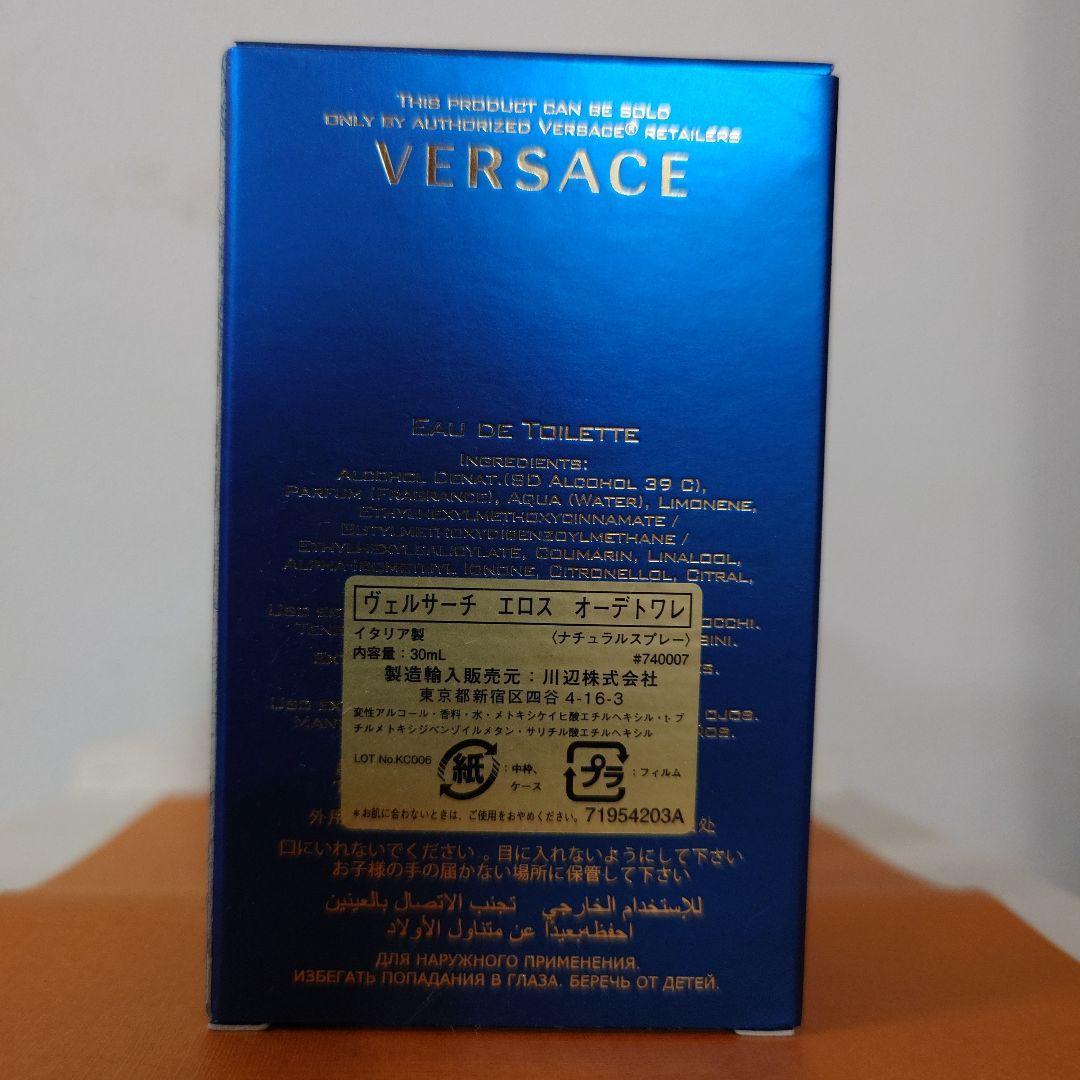 THIS PRODUCT CAN BE SOLD
ONLY BY AUTHORIZED VERSACE® RETAILERS
VERSACE
EAU DE TOILETTE
INGREDIENTS:
ALCOHOL DENAT.(SD ALCOHOL 39 C),
PARFUM (FRAGRANCE), AQUA (WATER), LIMONENE,
ETHYLHEXYLMETHOXYCINNAMATE /
BUTYLMETHOXYDIBENZOYLMETHANE /
ETHYLHEXYLSALICYLATE, COUMARIN, LINALOOL,
ALPHA-ISOMETHYL IONONE, CITRONELLOL, CITRAL,
ヴェルサーチ エロス オーデトワレ
イタリア製 〈ナチュラルスプレー〉
内容量：30mL #740007
製造輸入販売元：川辺株式会社
東京都新宿区四谷 4-16-3
変性アルコール・香料・水・メトキシケイヒ酸エチルヘキシル・t-ブ
チルメトキシジベンゾイルメタン・サリチル酸エチルヘキシル
LOT No.KC006 紙：中枠、ケース プラ：フィルム
＊お肌に合わないときは、ご使用をおやめください。 71954203A
口にいれないでください。目に入れないようにして下さい
お子様の手の届かない場所に保管して下さい
للإستخدام الخارجي تجنب الاتصال بالعينين
احفظه بعيدًا عن متناول الأولاد
ДЛЯ НАРУЖНОГО ПРИМЕНЕНИЯ.
ИЗБЕГАТЬ ПОПАДАНИЯ В ГЛАЗА. БЕРЕЧЬ ОТ ДЕТЕЙ.